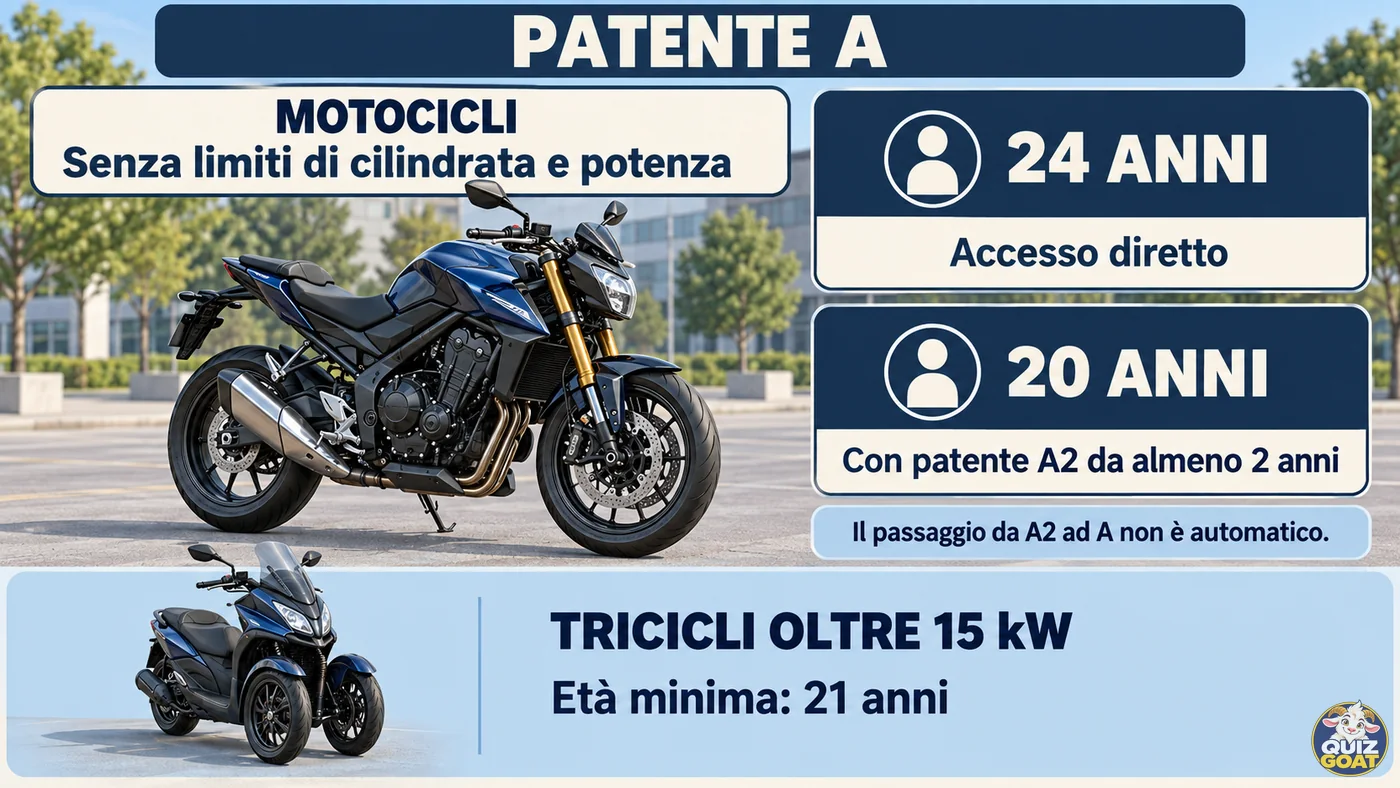 PATENTE A
MOTOCICLI
Senza limiti di cilindrata e potenza
24 ANNI
Accesso diretto
20 ANNI
Con patente A2 da almeno 2 anni
Il passaggio da A2 ad A non è automatico.
TRICICLI OLTRE 15 kW
Età minima: 21 anni
QUIZ
GOAT